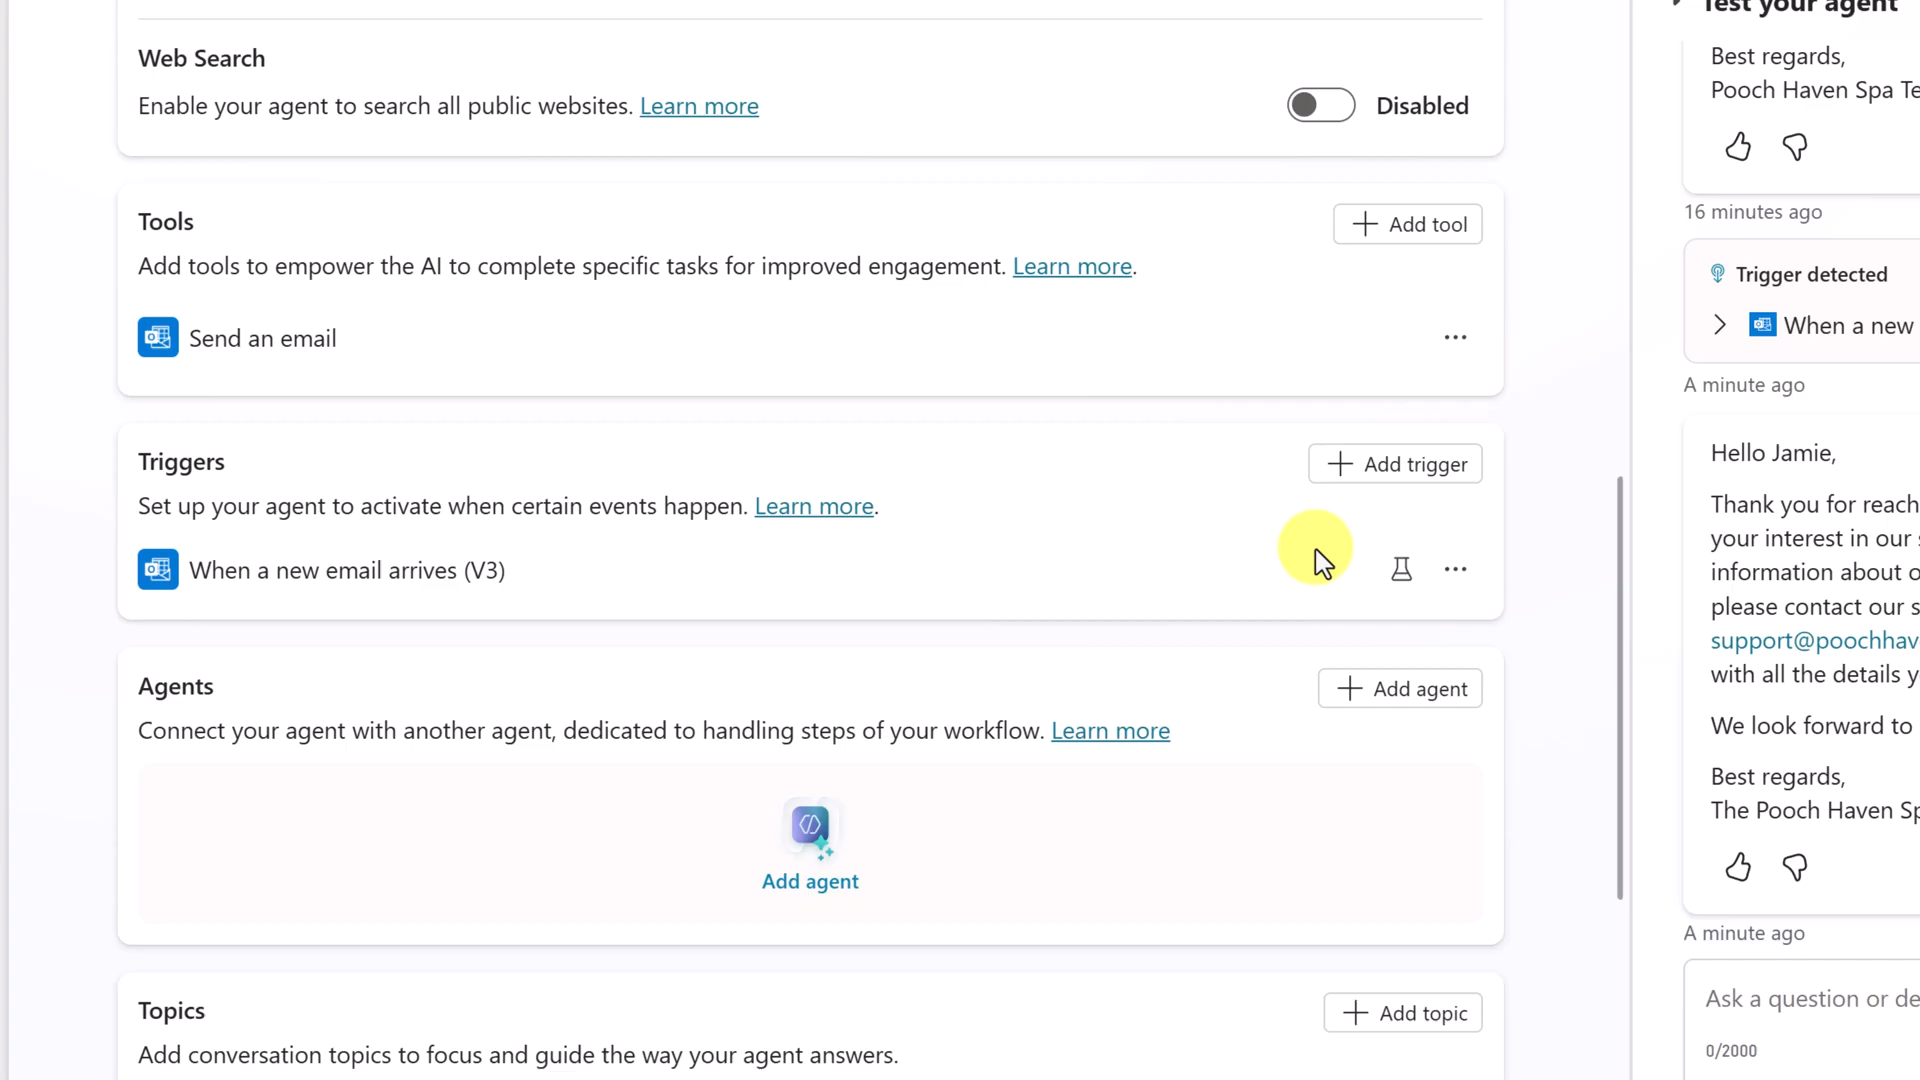 Web Search
Enable your agent to search all public websites. Learn more
Disabled
Tools
Add tool
Add tools to empower the AI to complete specific tasks for improved engagement. Learn more.
Send an email
Triggers
Add trigger
Set up your agent to activate when certain events happen. Learn more.
When a new email arrives (V3)
Agents
Add agent
Connect your agent with another agent, dedicated to handling steps of your workflow. Learn more
Add agent
Topics
Add topic
Add conversation topics to focus and guide the way your agent answers.
Test your agent
Best regards,
Pooch Haven Spa Te
16 minutes ago
Trigger detected
When a new
A minute ago
Hello Jamie,
Thank you for reach
your interest in our
information about o
please contact our s
support@poochhav
with all the details y
We look forward to
Best regards,
The Pooch Haven Sp
A minute ago
Ask a question or de
0/2000